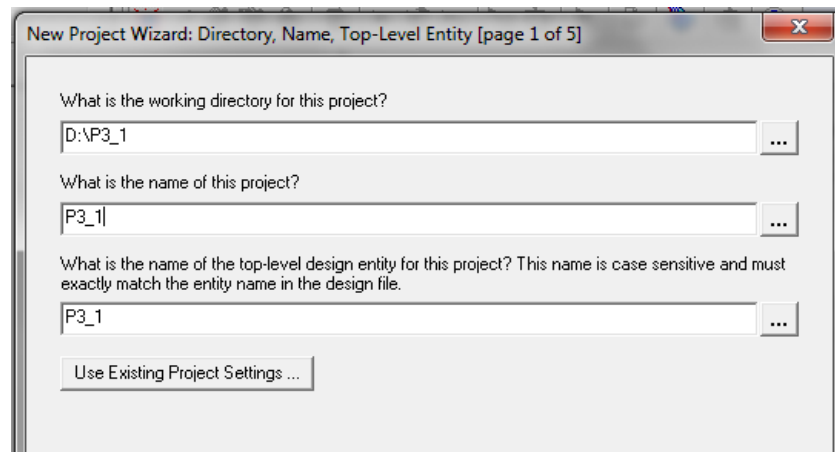 New Project Wizard: Directory, Name, Top-Level Entity [page 1 of 5]
What is the working directory for this project?
D:\P3_1
...
What is the name of this project?
P3_1
...
What is the name of the top-level design entity for this project? This name is case sensitive and must
exactly match the entity name in the design file.
P3_1
...
Use Existing Project Settings ...